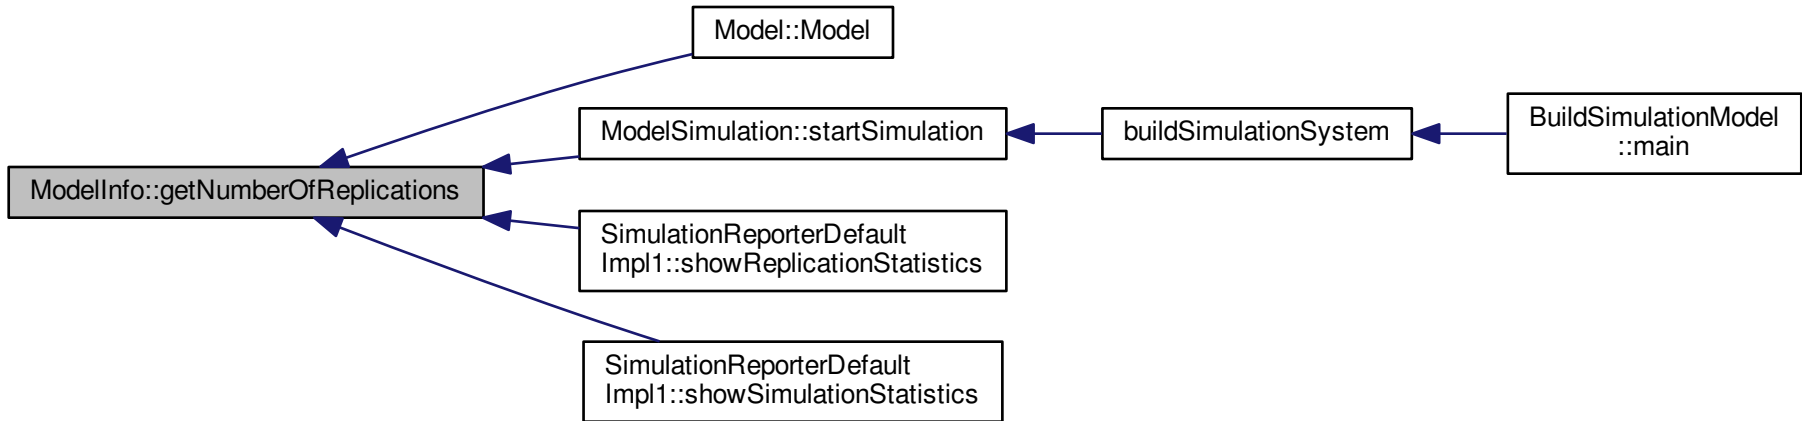 Model::Model
ModelSimulation::startSimulation
buildSimulationSystem
BuildSimulationModel
::main
ModelInfo::getNumberOfReplications
SimulationReporterDefault
Impl1::showReplicationStatistics
SimulationReporterDefault
Impl1::showSimulationStatistics